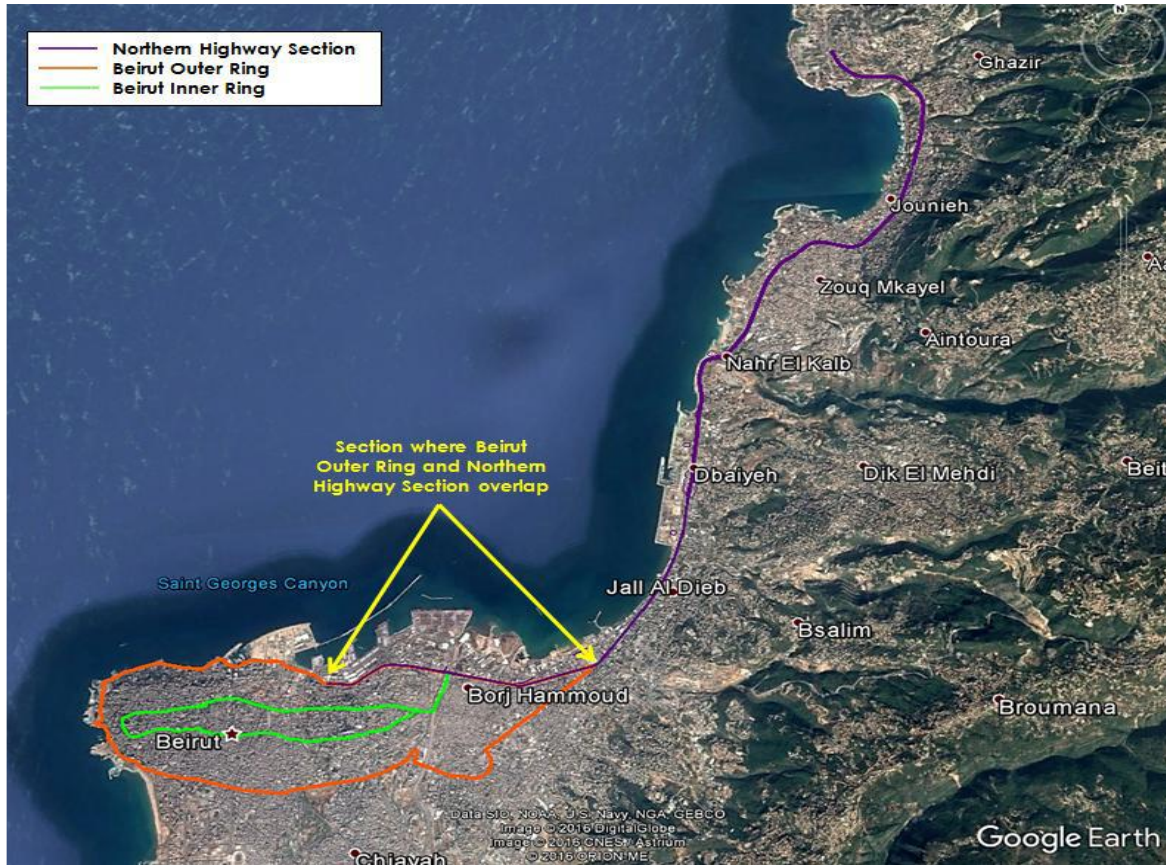 Northern Highway Section
Beirut Outer Ring
Beirut Inner Ring
N
Ghazir
Jounieh
Zouq Mkayel
Aintoura
Nahr El Kalb
Section where Beirut
Outer Ring and Northern
Highway Section overlap
Dbaiyeh
Dik El Mehdi
Beit
Saint Georges Canyon
Jall Al Dieb
Bsalim
Borj Hammoud
Broumana
Beirut
Data SIO, NOAA, U.S. Navy, NGA, GEBCO
Image © 2016 DigitalGlobe
Image © 2016 CNES / Astrium
© 2016 ORION-ME
Google Earth
Chiayah